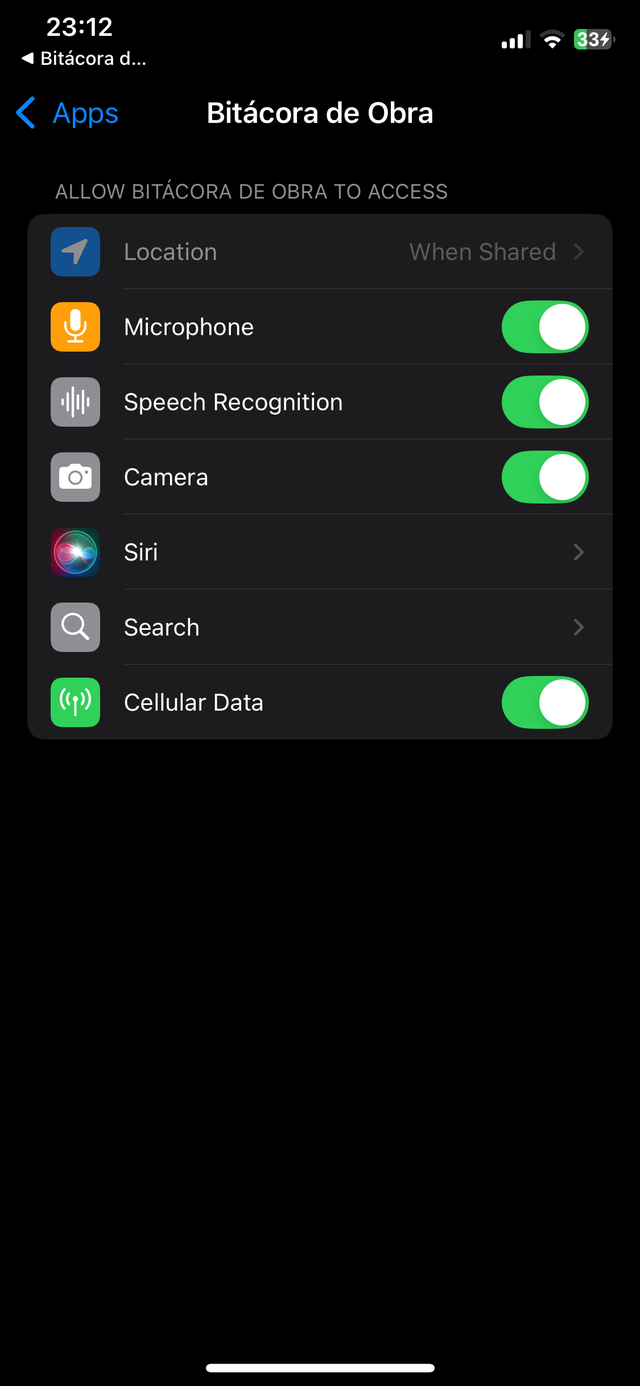 23:12
33
◀ Bitácora d...
Apps
Bitácora de Obra
ALLOW BITÁCORA DE OBRA TO ACCESS
Location When Shared
Microphone
Speech Recognition
Camera
Siri
Search
Cellular Data